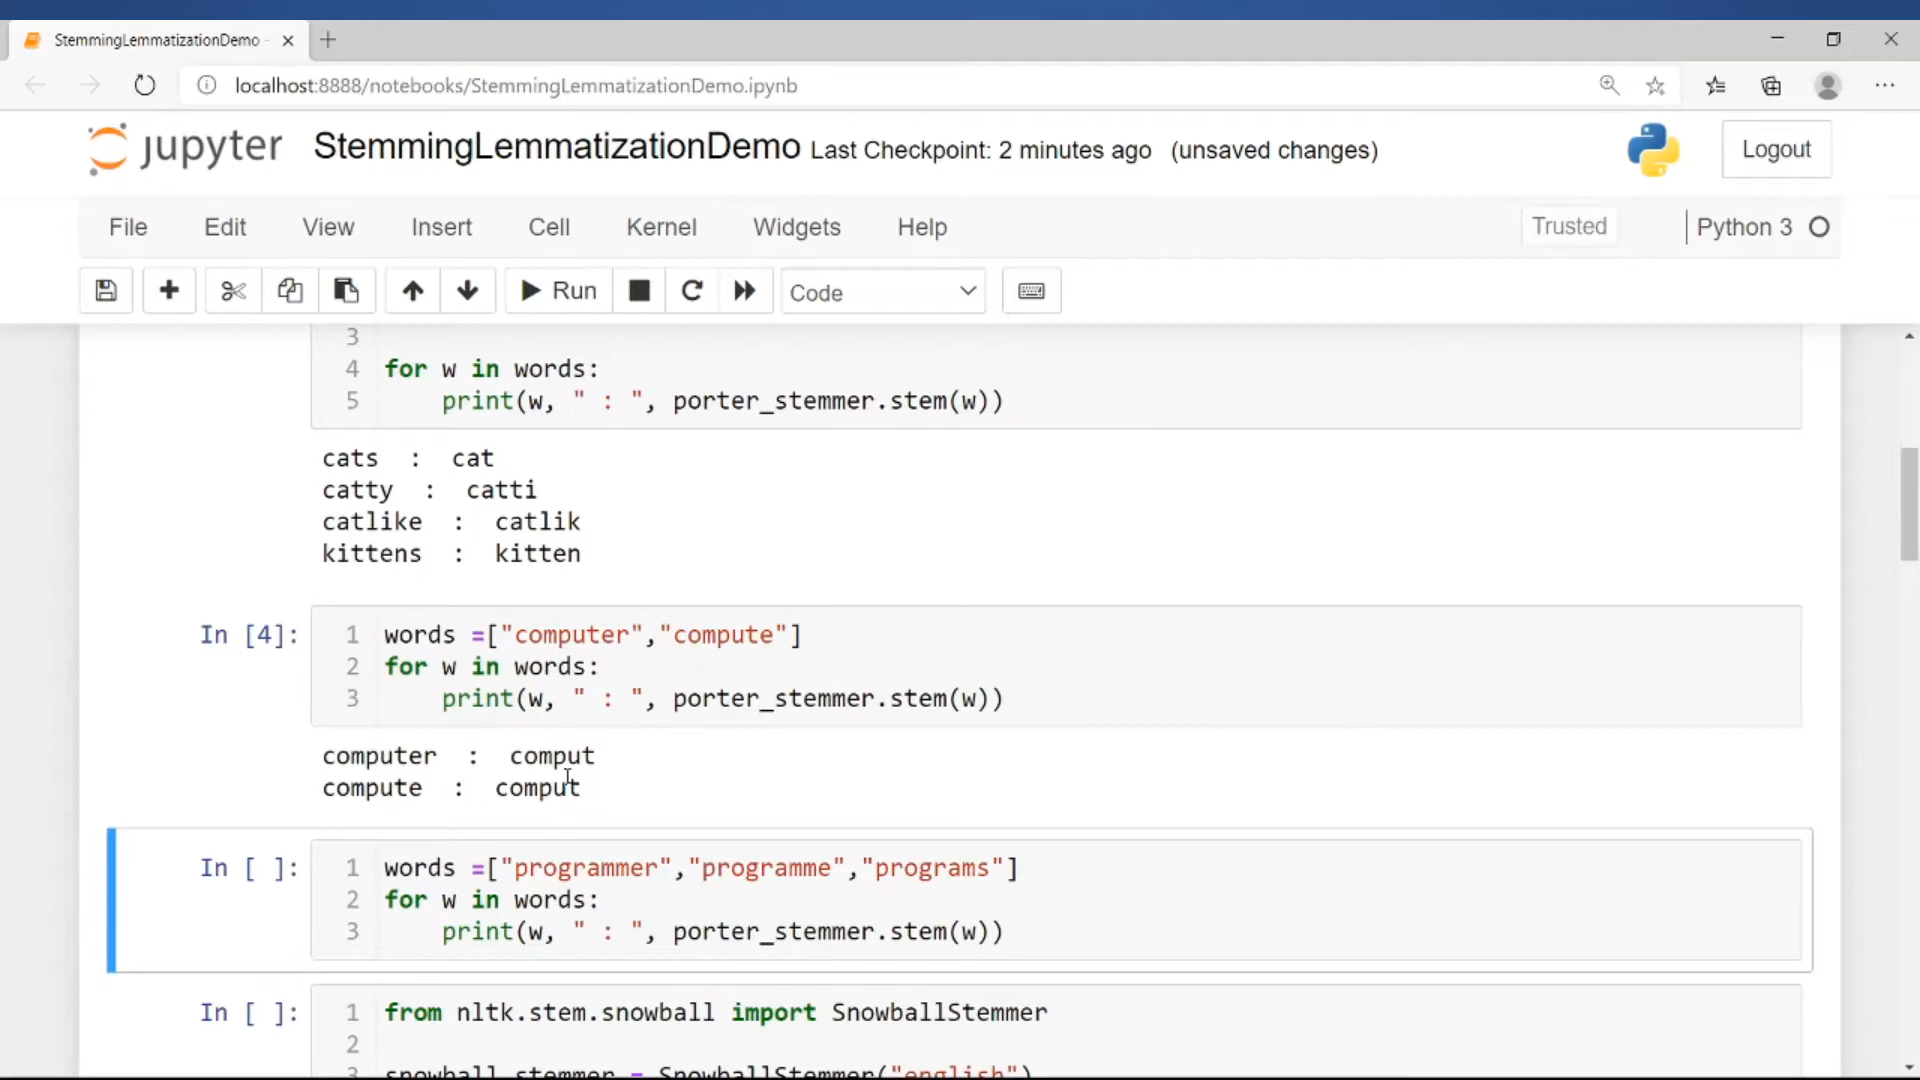 StemmingLemmatizationDemo -
localhost:8888/notebooks/StemmingLemmatizationDemo.ipynb
jupyter StemmingLemmatizationDemo Last Checkpoint: 2 minutes ago (unsaved changes) Logout
File Edit View Insert Cell Kernel Widgets Help Trusted Python 3
Run Code
3
4 for w in words:
5 print(w, " : ", porter_stemmer.stem(w))
cats : cat
catty : catti
catlike : catlik
kittens : kitten
In [4]: 1 words =["computer","compute"]
2 for w in words:
3 print(w, " : ", porter_stemmer.stem(w))
computer : comput
compute : comput
In [ ]: 1 words =["programmer","programme","programs"]
2 for w in words:
3 print(w, " : ", porter_stemmer.stem(w))
In [ ]: 1 from nltk.stem.snowball import SnowballStemmer
2
3 snowball_stemmer = SnowballStemmer("english")